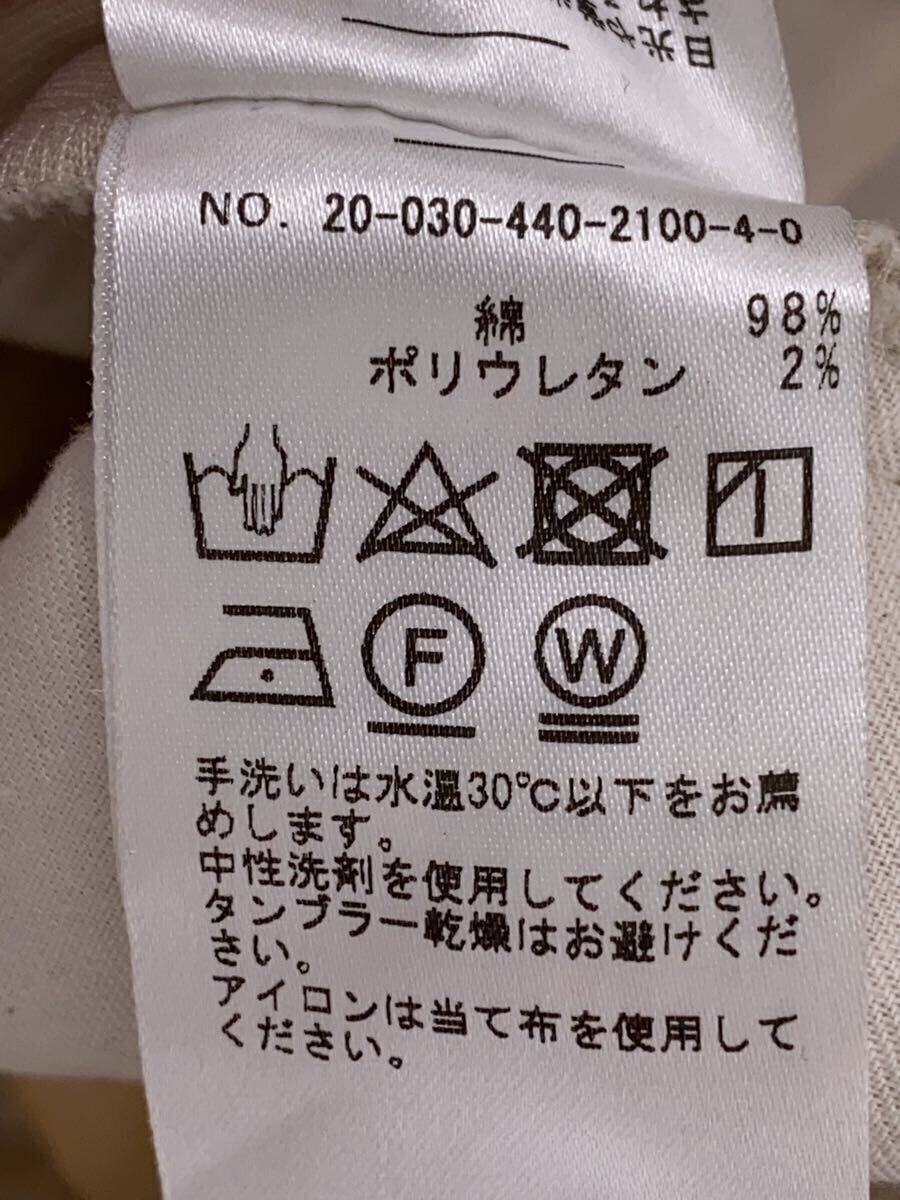 日光や
NO. 20-030-440-2100-4-0
綿 98%
ポリウレタン 2%
F W
手洗いは水温30℃以下をお薦
めします。
中性洗剤を使用してください。
タンブラー乾燥はお避けくだ
さい。
アイロンは当て布を使用して
ください。